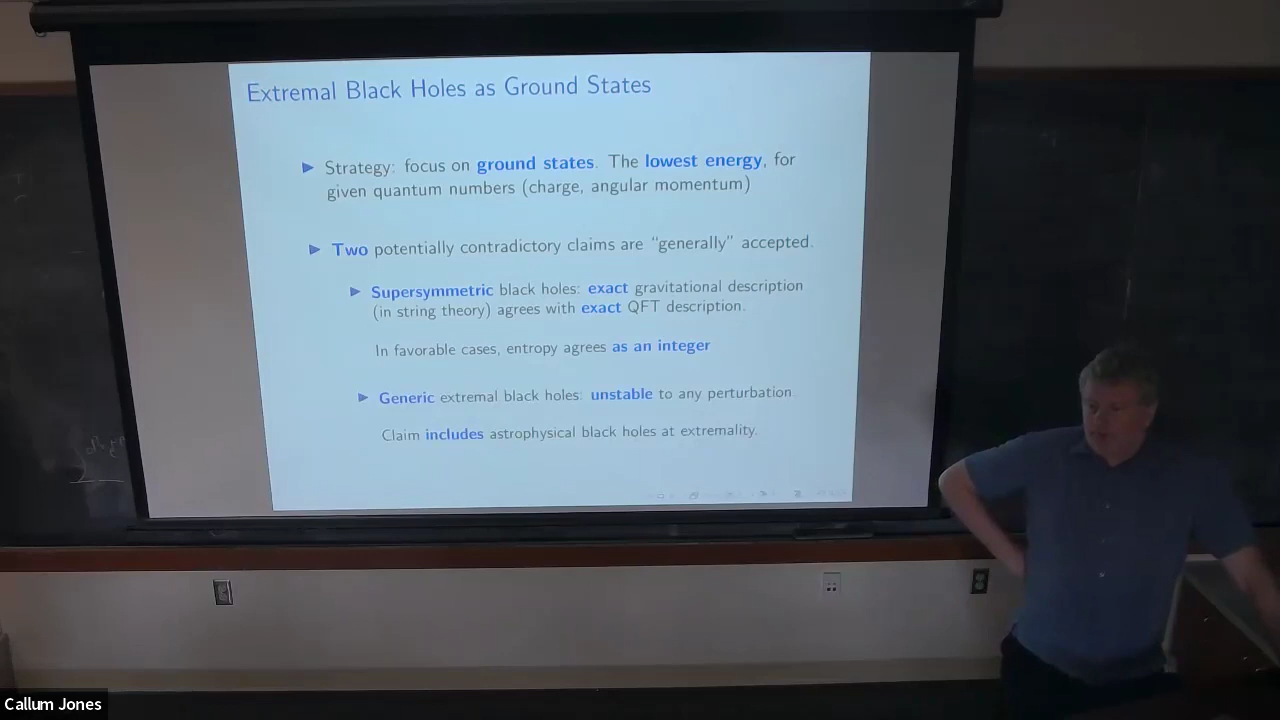 Extremal Black Holes as Ground States
Strategy: focus on ground states. The lowest energy, for
given quantum numbers (charge, angular momentum)
Two potentially contradictory claims are “generally” accepted.
Supersymmetric black holes: exact gravitational description
(in string theory) agrees with exact QFT description.
In favorable cases, entropy agrees as an integer
Generic extremal black holes: unstable to any perturbation.
Claim includes astrophysical black holes at extremality.
Callum Jones